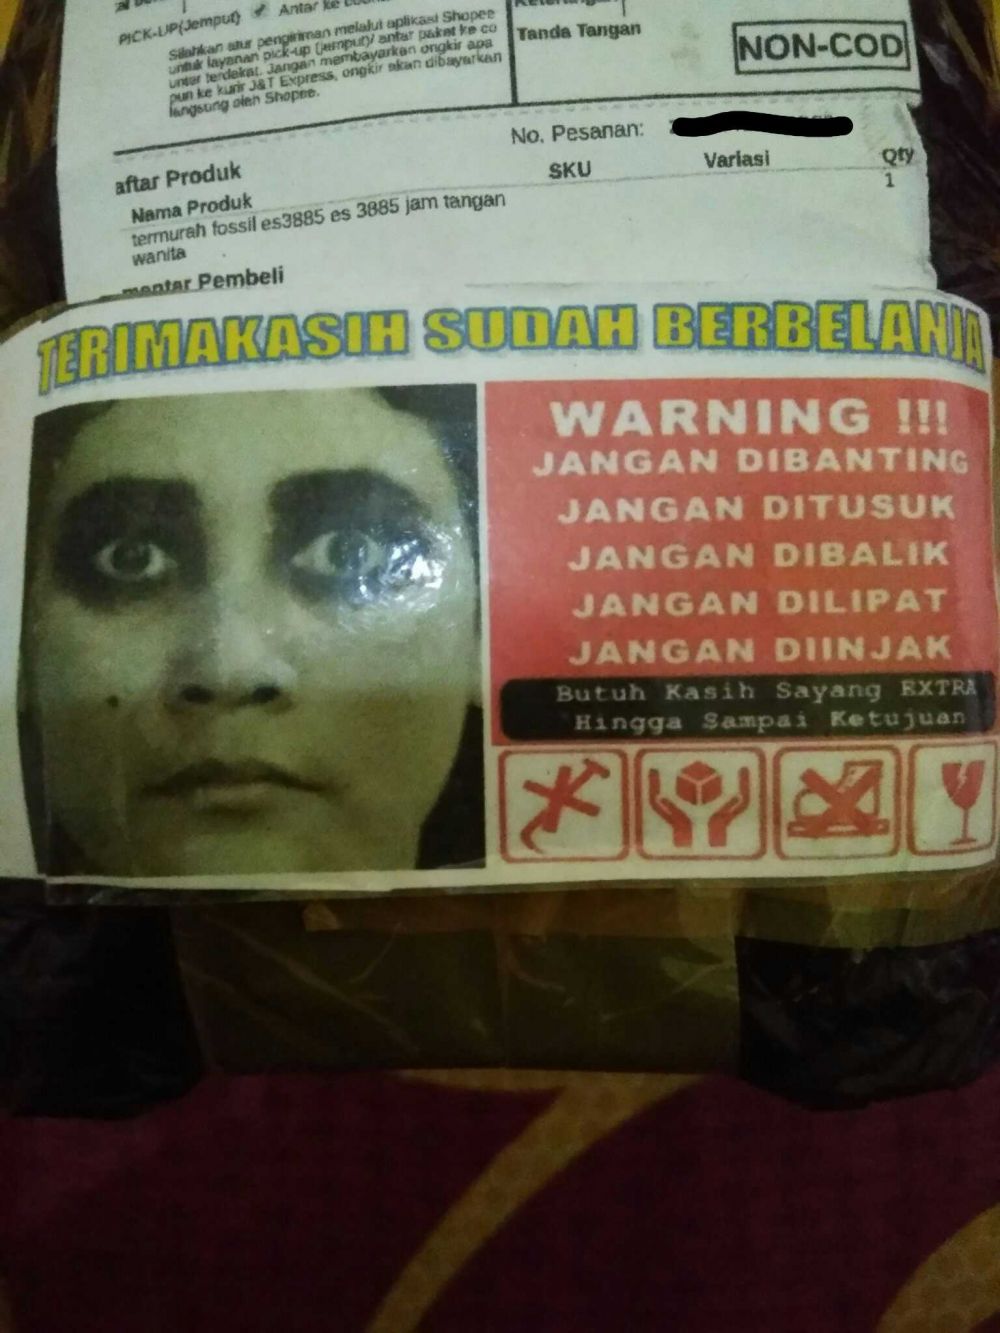 PICK-UP(Jemput) ✔ Antar ke
Silahkan atur pengiriman melalui aplikasi Shopee
untuk layanan pick-up (jemput)/ antar paket ke co
unter terdekat. Jangan membayarkan ongkir apa
pun ke kurir J&T Express, ongkir akan dibayarkan
langsung oleh Shopee.
Tanda Tangan
NON-COD
No. Pesanan:
aftar Produk
Nama Produk SKU Variasi Qty
termurah fossil es3885 es 3885 jam tangan 1
wanita
mentar Pembeli
TERIMAKASIH SUDAH BERBELANJA
WARNING !!!
JANGAN DIBANTING
JANGAN DITUSUK
JANGAN DIBALIK
JANGAN DILIPAT
JANGAN DIINJAK
Butuh Kasih Sayang EXTRA
Hingga Sampai Ketujuan